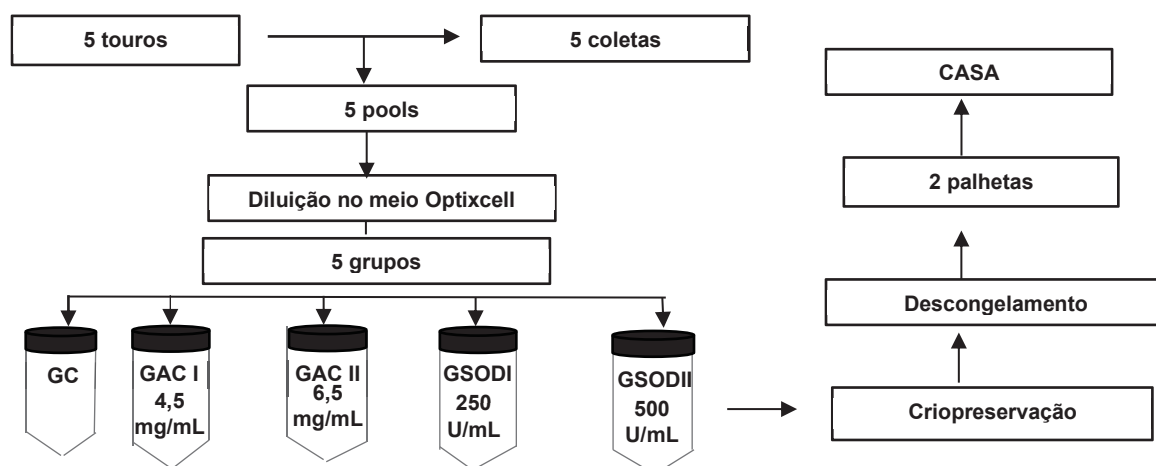 5 touros
5 coletas
5 pools
Diluição no meio Optixcell
5 grupos
GC
GAC I
4,5
mg/mL
GAC II
6,5
mg/mL
GSODI
250
U/mL
GSODII
500
U/mL
CASA
2 palhetas
Descongelamento
Criopreservação